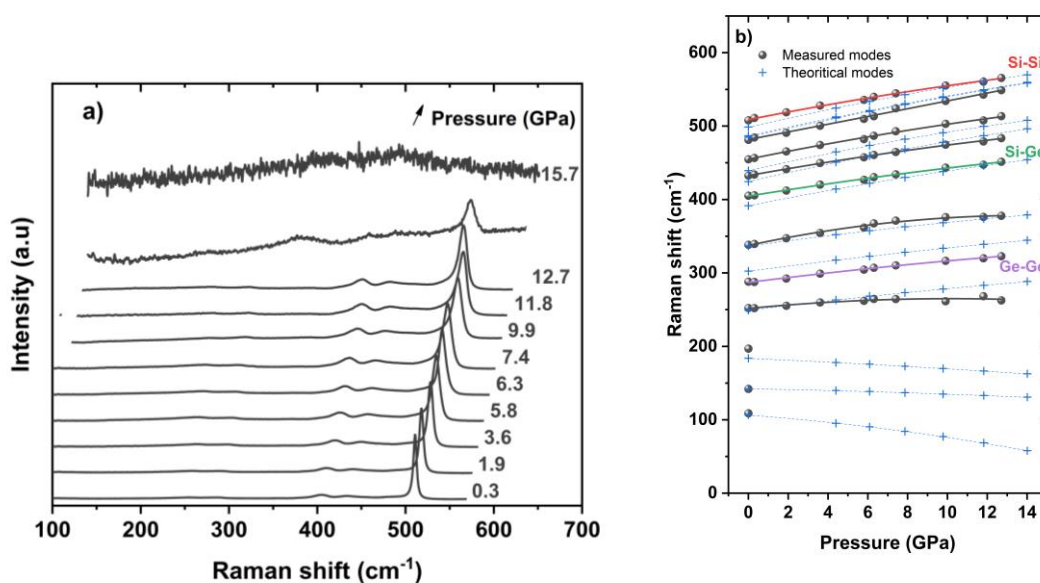 a)
Pressure (GPa)
15.7
12.7
11.8
9.9
7.4
6.3
5.8
3.6
1.9
0.3
Intensity (a.u)
100 200 300 400 500 600 700
Raman shift (cm-1)
b)
Measured modes
Theoritical modes
Si-Si
Si-Ge
Ge-Ge
600
500
400
300
200
100
0
Raman shift (cm-1)
0 2 4 6 8 10 12 14
Pressure (GPa)